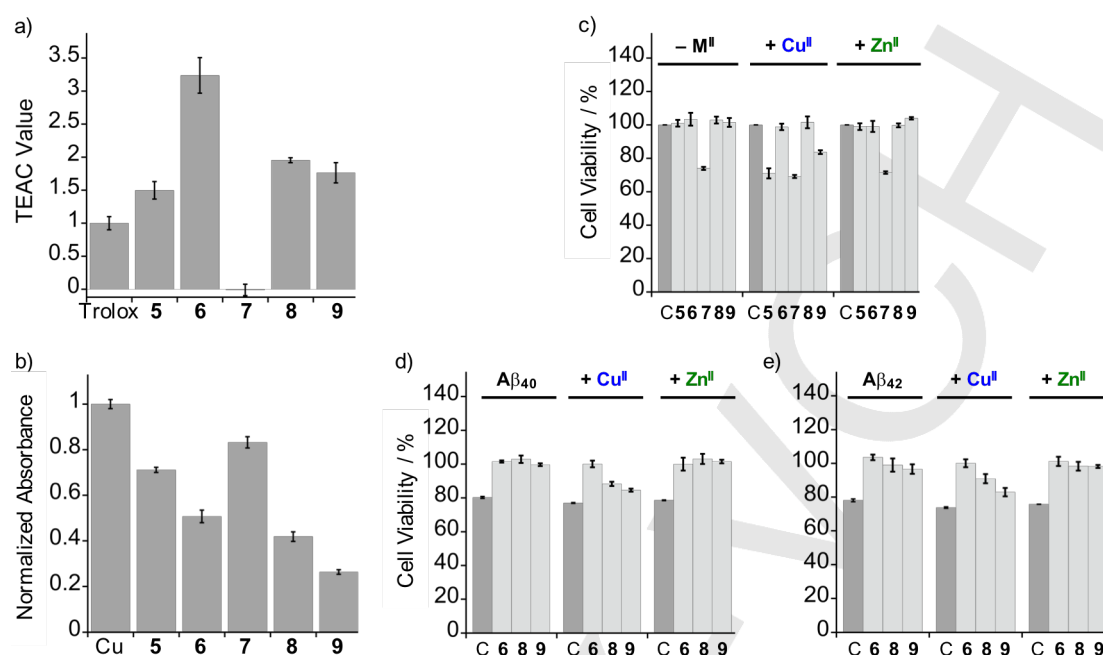 a)
TEAC Value
3.5
3
2.5
2
1.5
1
0.5
0
Trolox 5 6 7 8 9
b)
Normalized Absorbance
1
0.8
0.6
0.4
0.2
0
Cu 5 6 7 8 9
c)
Cell Viability / %
– Mᴵᴵ + Cuᴵᴵ + Znᴵᴵ
140
120
100
80
60
40
20
0
C 5 6 7 8 9 C 5 6 7 8 9 C 5 6 7 8 9
d)
Cell Viability / %
Aβ₄₀ + Cuᴵᴵ + Znᴵᴵ
140
120
100
80
60
40
20
0
C 6 8 9 C 6 8 9 C 6 8 9
e)
Aβ₄₂ + Cuᴵᴵ + Znᴵᴵ
140
120
100
80
60
40
20
0
C 6 8 9 C 6 8 9 C 6 8 9